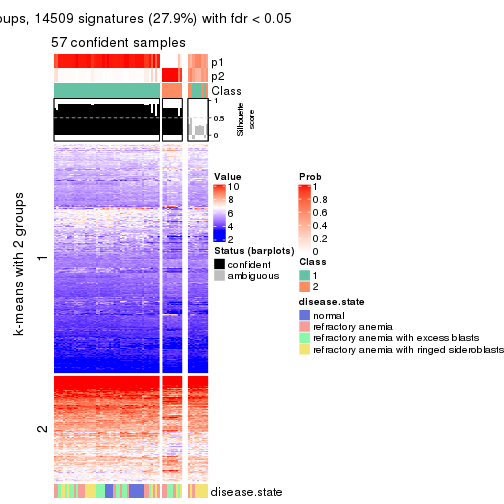 oups, 14509 signatures (27.9%) with fdr < 0.05
57 confident samples
p1
p2
Class
1
0.5
0
Silhouette
score
k-means with 2 groups
1
2
Value
10
8
6
4
2
Status (barplots)
confident
ambiguous
Prob
1
0.8
0.6
0.4
0.2
0
Class
1
2
disease.state
normal
refractory anemia
refractory anemia with excess blasts
refractory anemia with ringed sideroblasts
disease.state